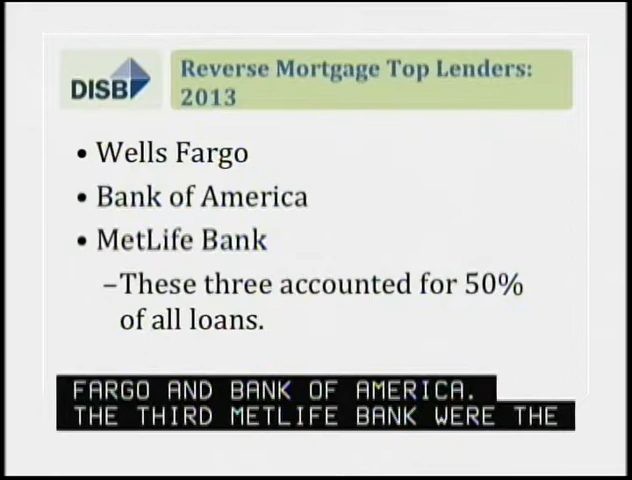 DISB
Reverse Mortgage Top Lenders:
2013
• Wells Fargo
• Bank of America
• MetLife Bank
–These three accounted for 50%
of all loans.
FARGO AND BANK OF AMERICA.
THE THIRD METLIFE BANK WERE THE